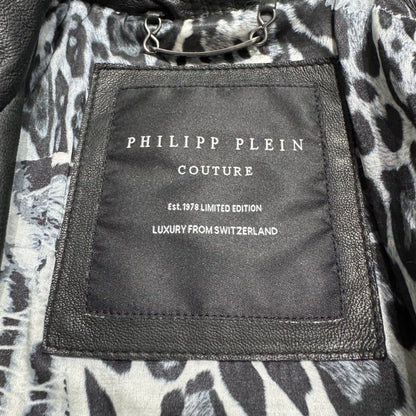 PHILIPP PLEIN
COUTURE
Est. 1978 LIMITED EDITION
LUXURY FROM SWITZERLAND